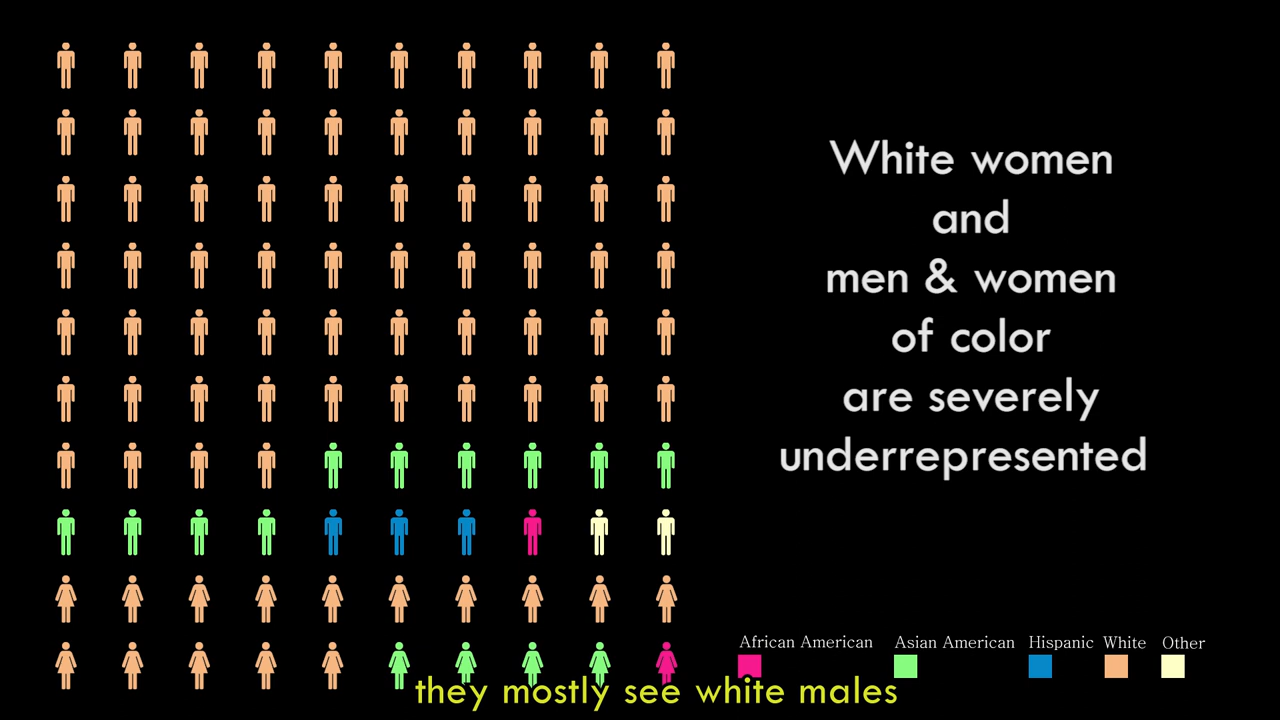 White women
and
men & women
of color
are severely
underrepresented
African American Asian American Hispanic White Other
they mostly see white males